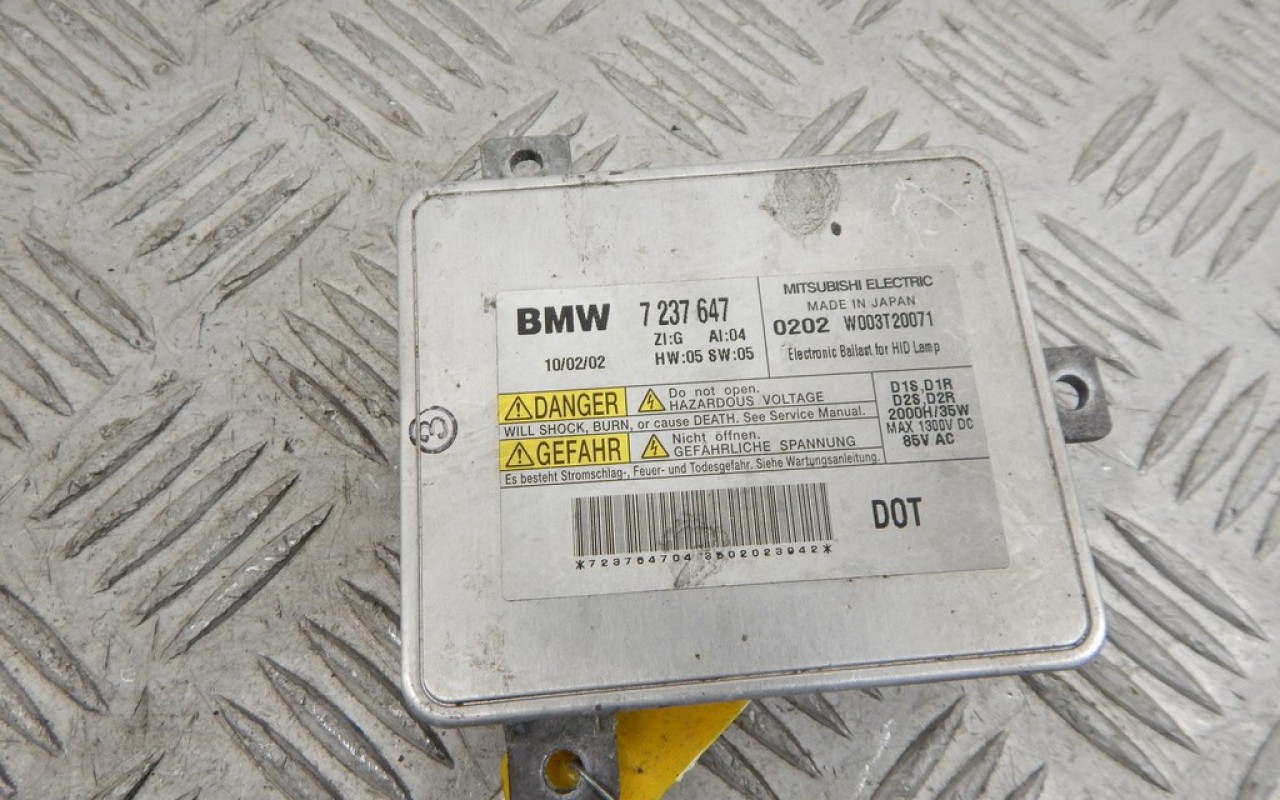 BMW 7 237 647
ZI:G AI:04
10/02/02 HW:05 SW:05
MITSUBISHI ELECTRIC
MADE IN JAPAN
0202 W003T20071
Electronic Ballast for HID Lamp
DANGER Do not open.
HAZARDOUS VOLTAGE
WILL SHOCK, BURN, or cause DEATH. See Service Manual.
GEFAHR Nicht öffnen.
GEFÄHRLICHE SPANNUNG
Es besteht Stromschlag-, Feuer- und Todesgefahr. Siehe Wartungsanleitung.
D1S,D1R
D2S,D2R
2000H/35W
MAX 1300V DC
85V AC
DOT